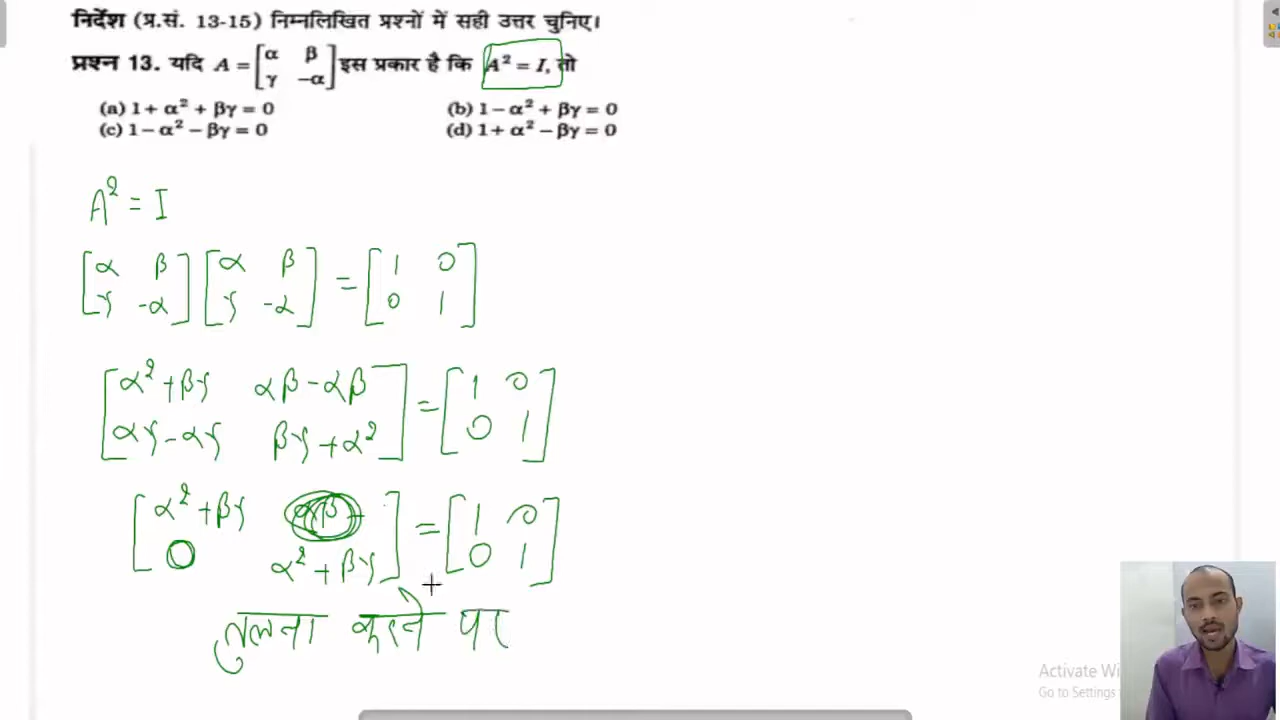 निर्देश (प्र.सं. 13-15) निम्नलिखित प्रश्नों में सही उत्तर चुनिए।
प्रश्न 13. यदि A = [α β; γ −α] इस प्रकार है कि A² = I, तो
(a) 1 + α² + βγ = 0 (b) 1 − α² + βγ = 0
(c) 1 − α² − βγ = 0 (d) 1 + α² − βγ = 0
A² = I
[α β; γ -α] [α β; γ -α] = [1 0; 0 1]
[α²+βγ αβ-αβ; αγ-αγ βγ+α²] = [1 0; 0 1]
[α²+βγ; 0 α²+βγ] = [1 0; 0 1]
तुलना करने पर
Activate Wi
Go to Settings